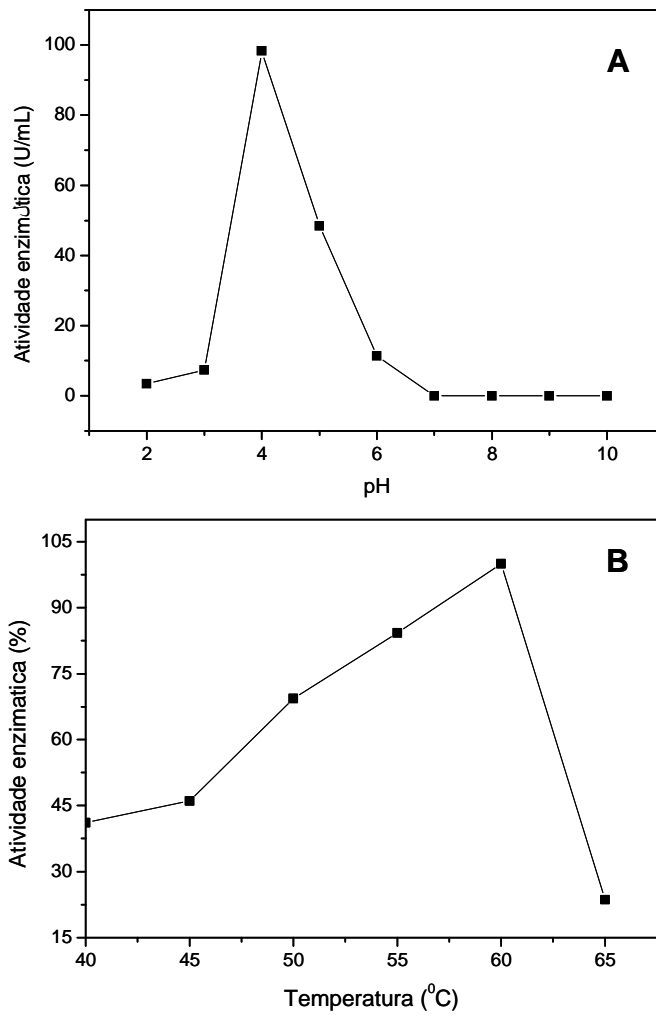 A
Atividade enzimática (U/mL)
100
80
60
40
20
0
2 4 6 8 10
pH
B
Atividade enzimatica (%)
105
90
75
60
45
30
15
40 45 50 55 60 65
Temperatura (⁰C)